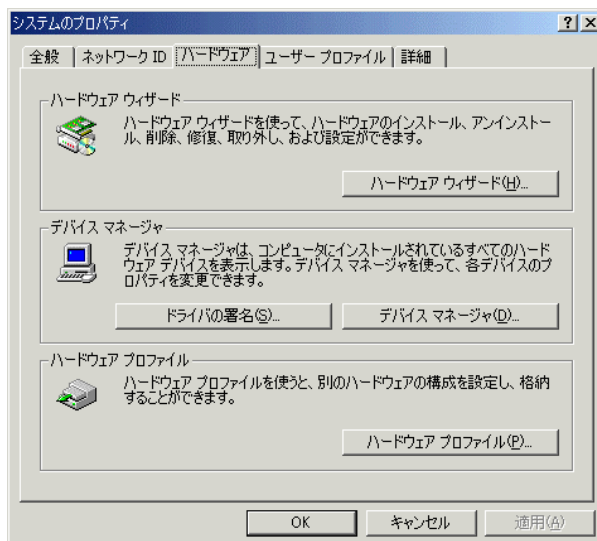 システムのプロパティ
全般 ネットワーク ID ハードウェア ユーザー プロファイル 詳細
ハードウェア ウィザード
ハードウェア ウィザードを使って、ハードウェアのインストール、アンインストー
ル、削除、修復、取り外し、および設定ができます。
ハードウェア ウィザード(H)...
デバイス マネージャ
デバイス マネージャは、コンピュータにインストールされているすべてのハード
ウェア デバイスを表示します。デバイス マネージャを使って、各デバイスのプ
ロパティを変更できます。
ドライバの署名(S)... デバイス マネージャ(D)...
ハードウェア プロファイル
ハードウェア プロファイルを使うと、別のハードウェアの構成を設定し、格納
することができます。
ハードウェア プロファイル(P)...
OK キャンセル 適用(A)